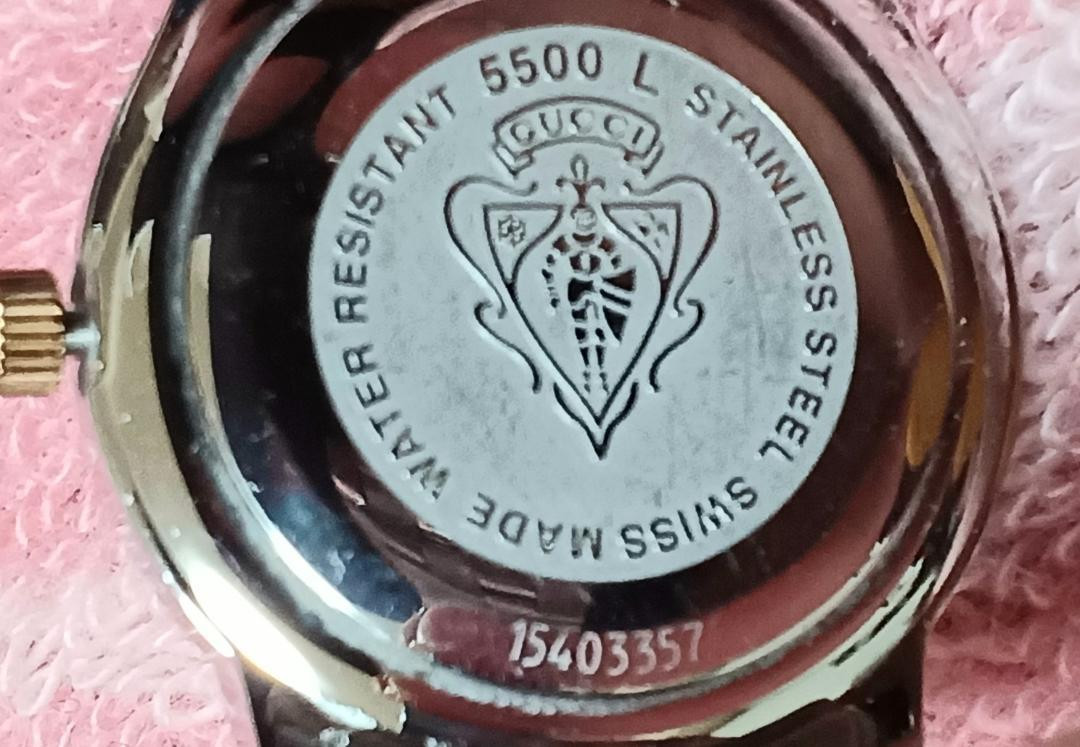 5500 L
STAINLESS STEEL
SWISS MADE
WATER RESISTANT
GUCCI
15403357